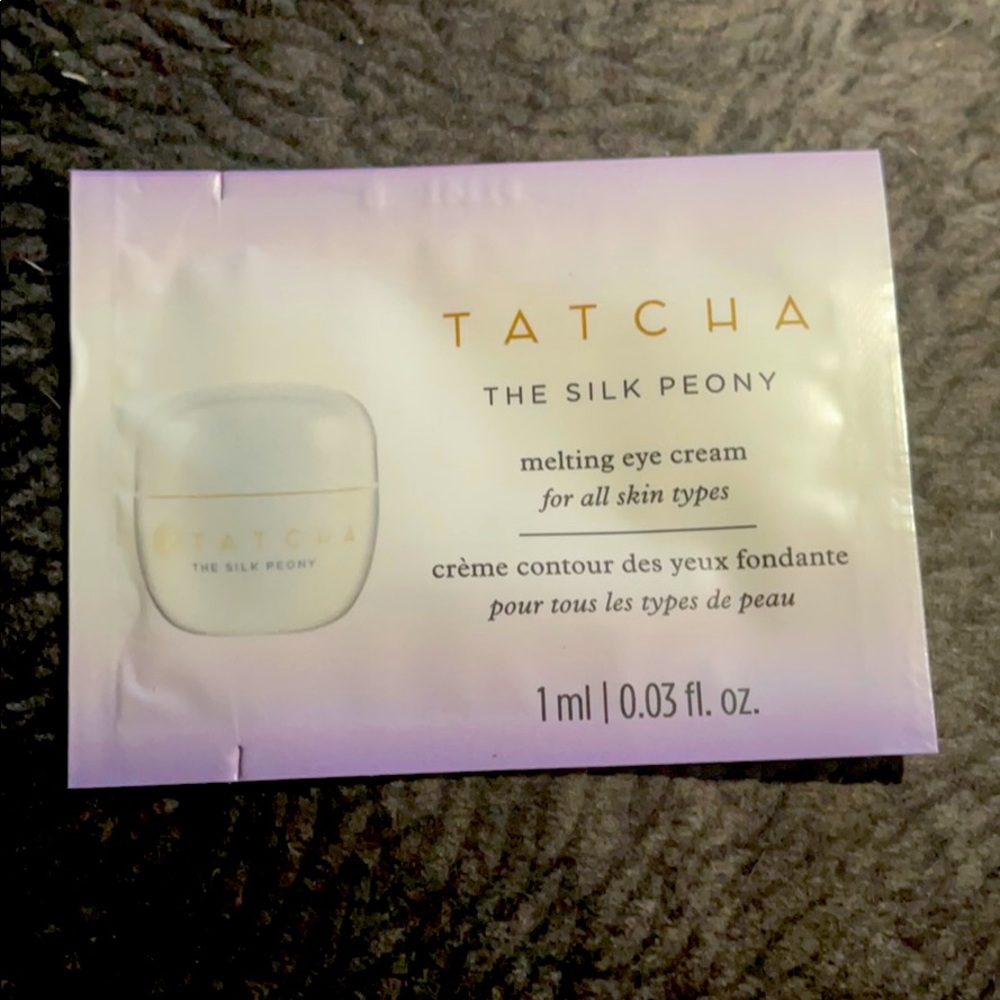 TATCHA
THE SILK PEONY
melting eye cream
for all skin types
crème contour des yeux fondante
pour tous les types de peau
1 ml | 0.03 fl. oz.
TATCHA
THE SILK PEONY